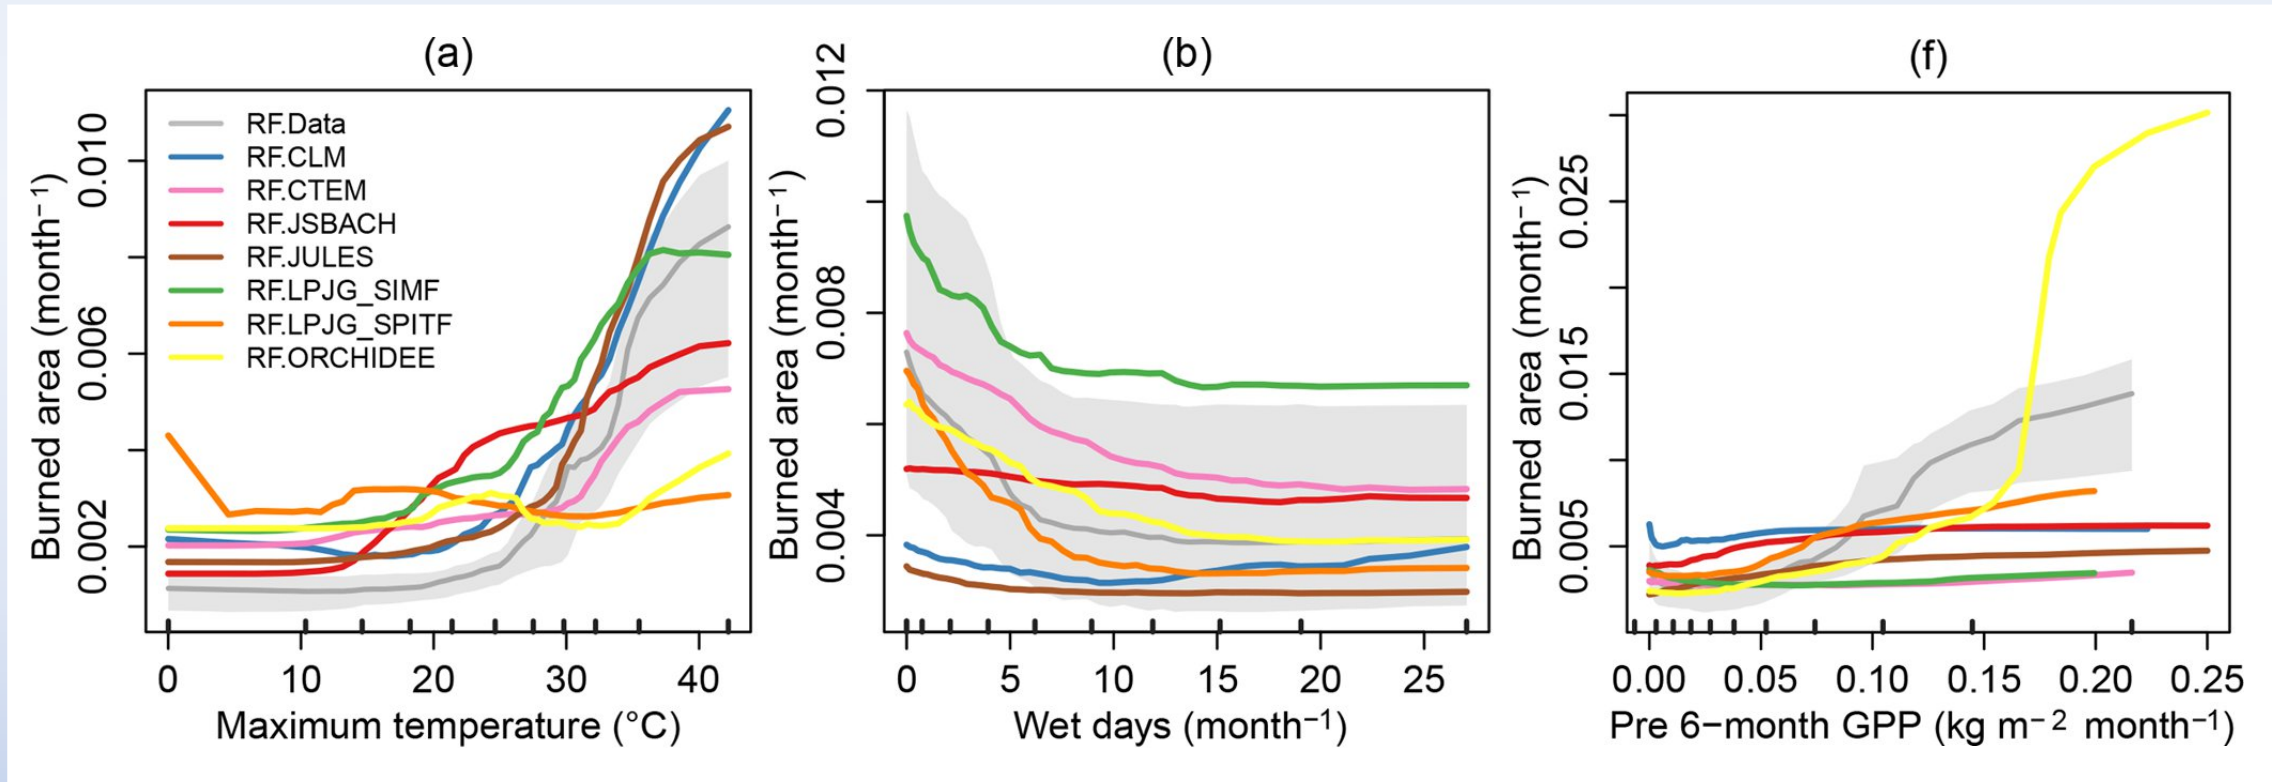 (a)
Burned area (month⁻¹)
0.002 0.006 0.010
RF.Data
RF.CLM
RF.CTEM
RF.JSBACH
RF.JULES
RF.LPJG_SIMF
RF.LPJG_SPITF
RF.ORCHIDEE
0 10 20 30 40
Maximum temperature (°C)
(b)
Burned area (month⁻¹)
0.004 0.008 0.012
0 5 10 15 20 25
Wet days (month⁻¹)
(f)
Burned area (month⁻¹)
0.005 0.015 0.025
0.00 0.05 0.10 0.15 0.20 0.25
Pre 6−month GPP (kg m⁻² month⁻¹)